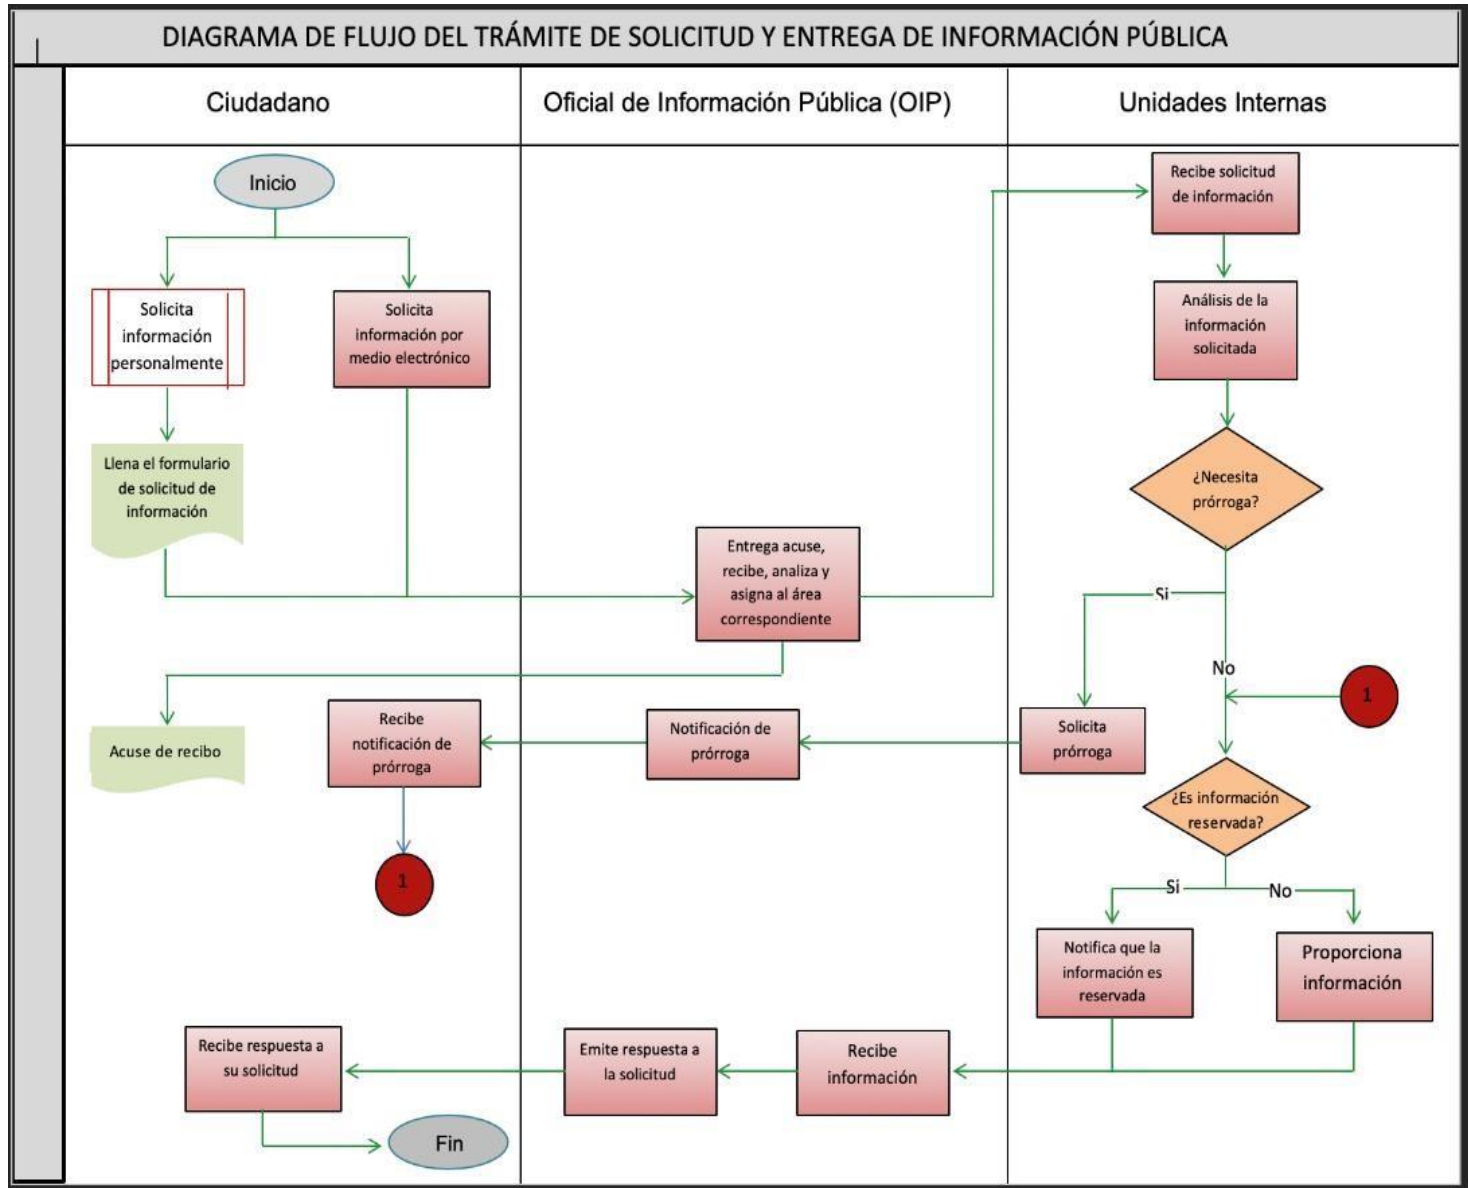 DIAGRAMA DE FLUJO DEL TRÁMITE DE SOLICITUD Y ENTREGA DE INFORMACIÓN PÚBLICA
Ciudadano
Oficial de Información Pública (OIP)
Unidades Internas
Inicio
Solicita
información
personalmente
Solicita
información por
medio electrónico
Llena el formulario
de solicitud de
información
Entrega acuse,
recibe, analiza y
asigna al área
correspondiente
Recibe solicitud
de información
Análisis de la
información
solicitada
¿Necesita
prórroga?
Si
No
1
Solicita
prórroga
Notificación de
prórroga
Recibe
notificación de
prórroga
1
Acuse de recibo
¿Es información
reservada?
Si
No
Notifica que la
información es
reservada
Proporciona
información
Recibe
información
Emite respuesta a
la solicitud
Recibe respuesta a
su solicitud
Fin